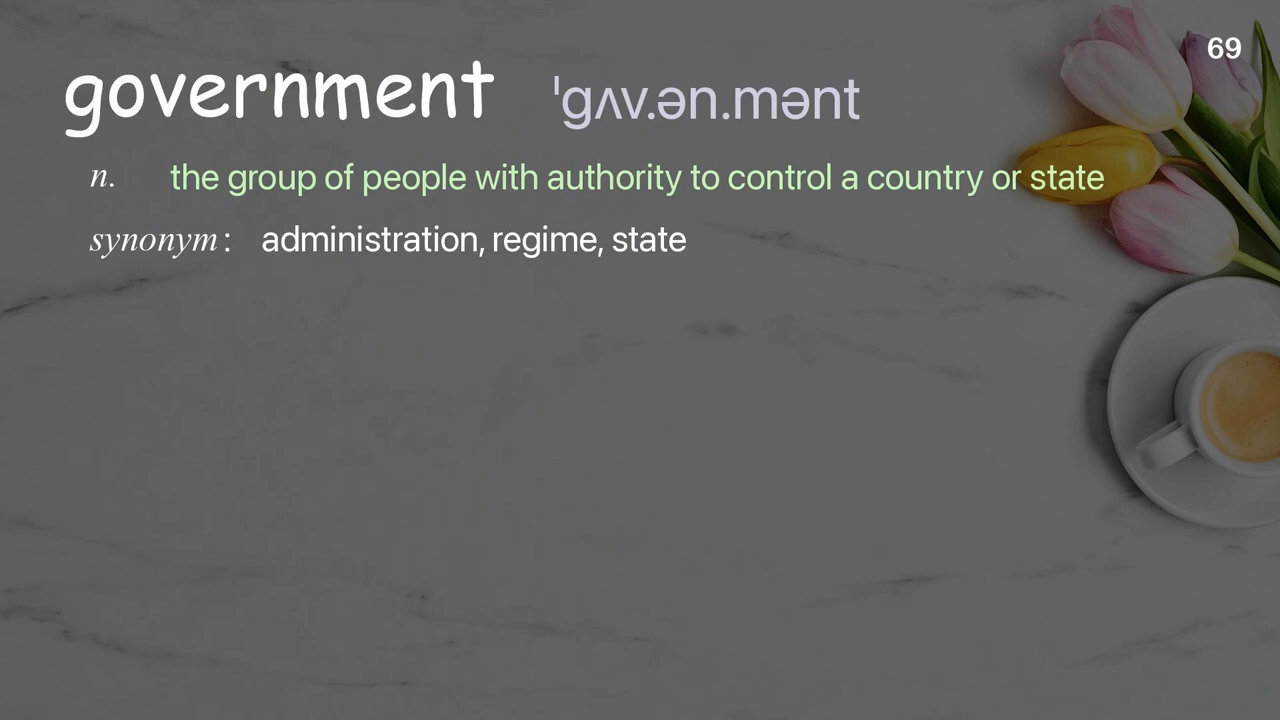 69
government ˈɡʌv.ən.mənt
n. the group of people with authority to control a country or state
synonym: administration, regime, state